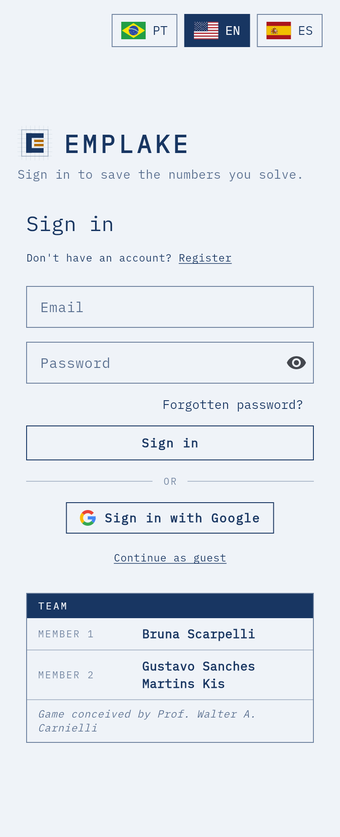 PT
EN
ES
EMPLAKE
Sign in to save the numbers you solve.
Sign in
Don't have an account? Register
Email
Password
Forgotten password?
Sign in
OR
Sign in with Google
Continue as guest
TEAM
MEMBER 1
Bruna Scarpelli
MEMBER 2
Gustavo Sanches
Martins Kis
Game conceived by Prof. Walter A.
Carnielli